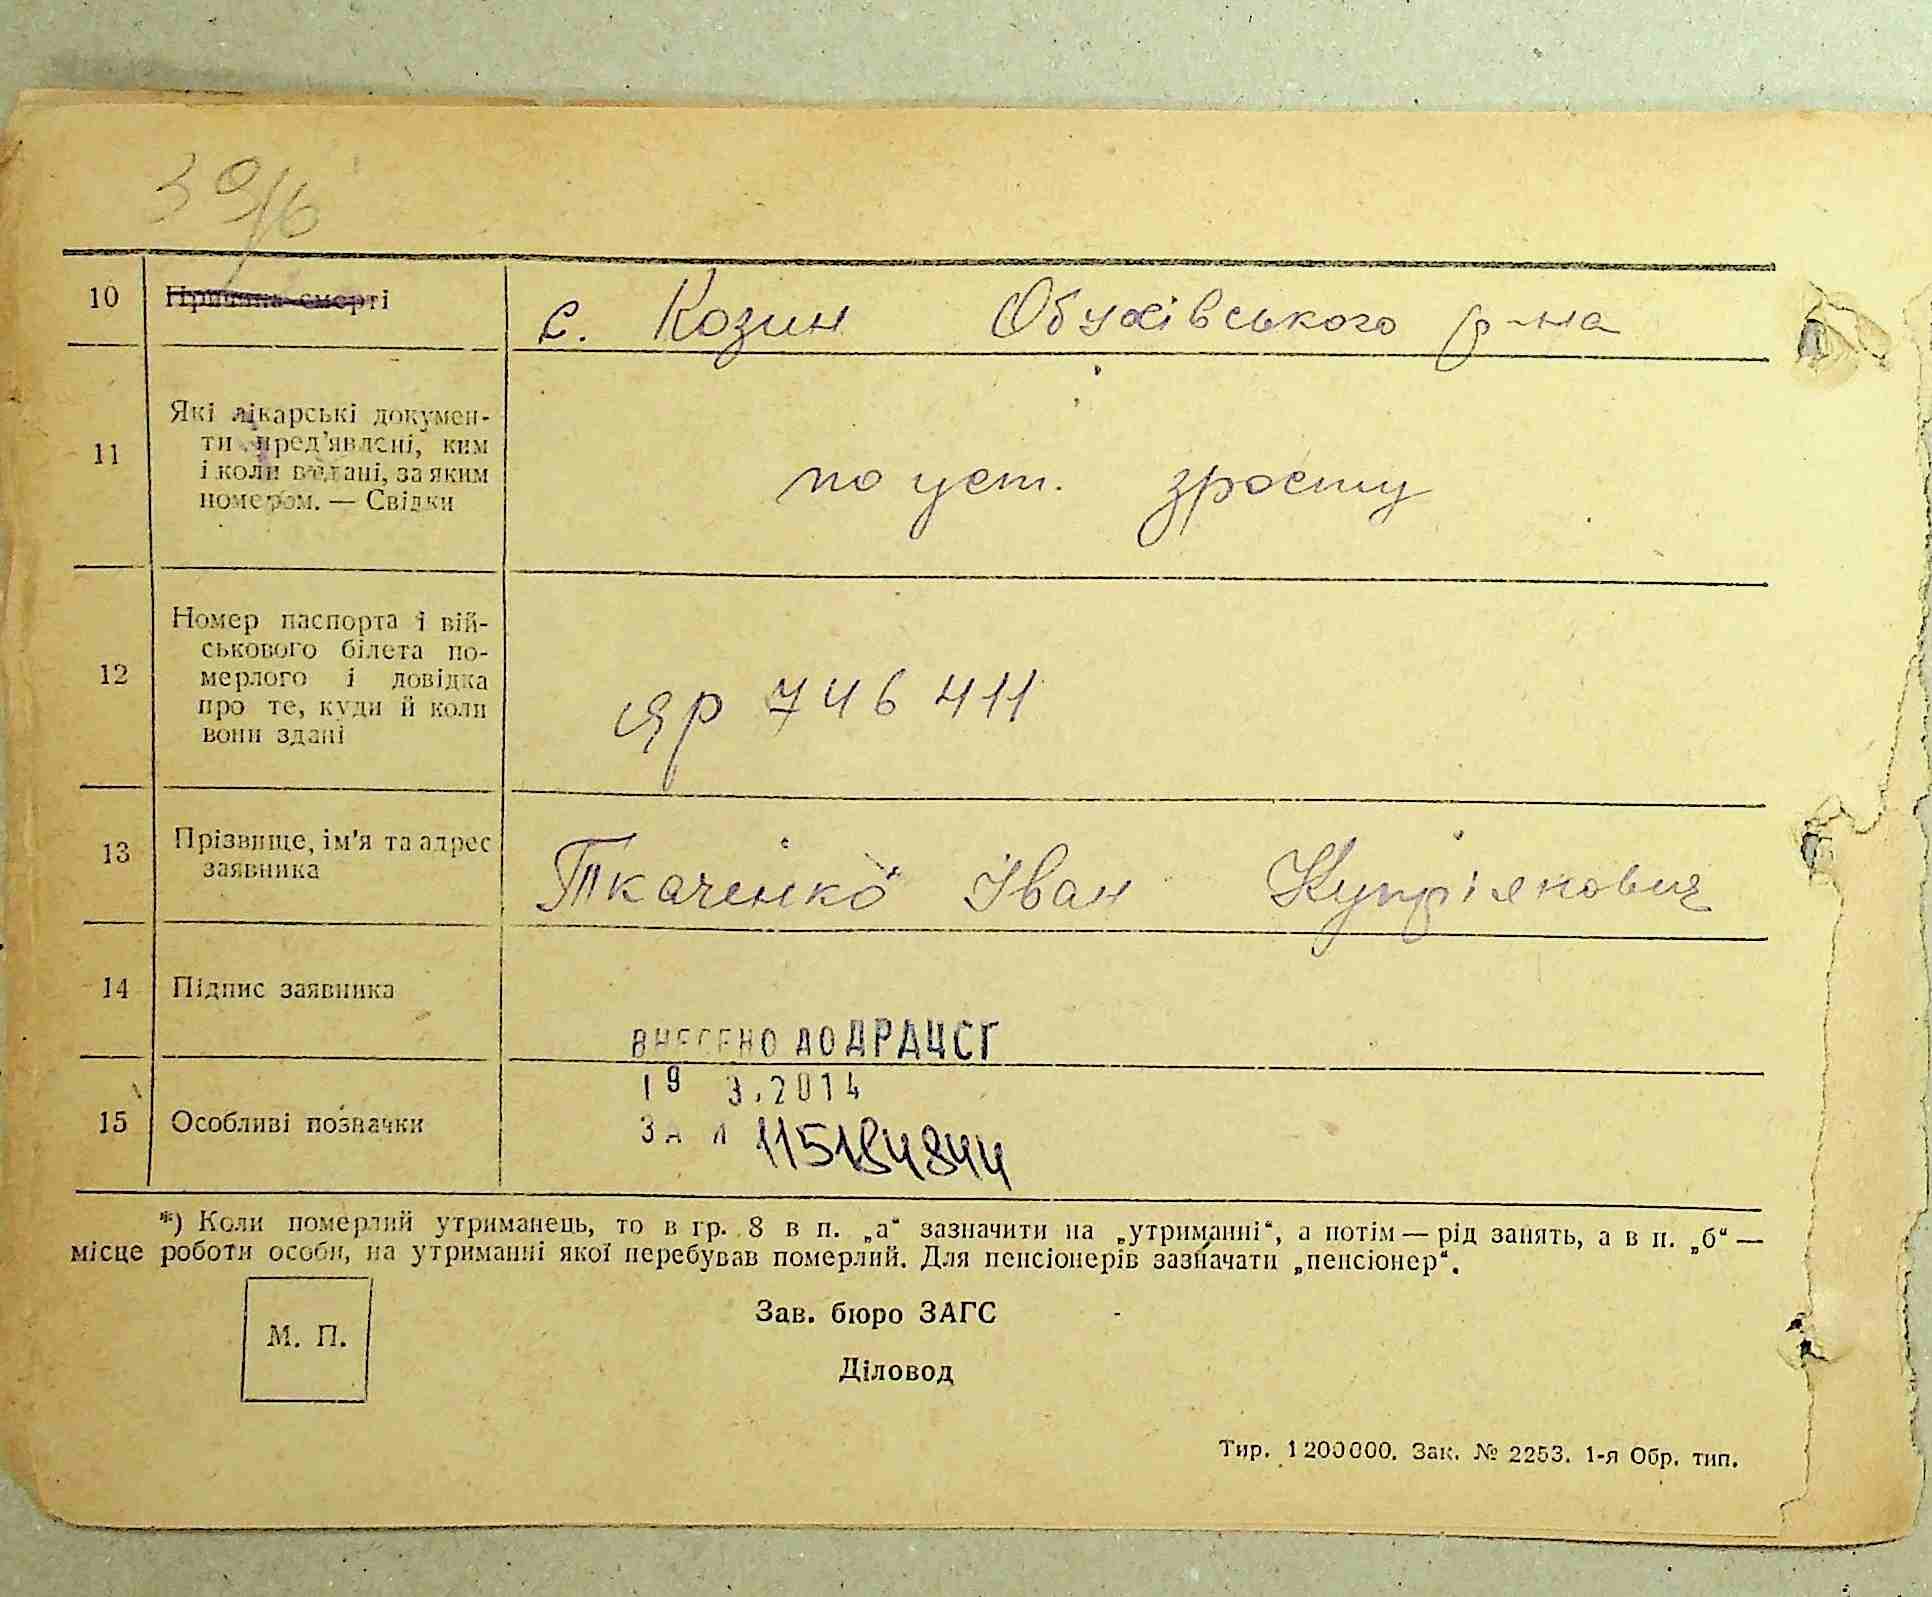 39/16
10 Причина смерті
с. Козин Обухівського р-на
11 Які лікарські докумен-
ти пред'явлені, ким
і коли видані, за яким
номером. — Свідки
по уст. зросту
12 Номер паспорта і вій-
ськового білета по-
мерлого і довідка
про те, куди й коли
вони здані
яр 746411
13 Прізвище, ім'я та адрес
заявника
Ткаченко Іван Купріянович
14 Підпис заявника
ВНЕСЕНО ДО ДРАЦСГ
19 3.2014
15 Особливі позначки
ЗА 115184844
*) Коли померлий утриманець, то в гр. 8 в п. „а“ зазначити на „утриманні“, а потім — рід занять, а в п. „б“ —
місце роботи особи, на утриманні якої перебував померлий. Для пенсіонерів зазначати „пенсіонер“.
М. П.
Зав. бюро ЗАГС
Діловод
Тир. 1200000. Зак. № 2253. 1-я Обр. тип.